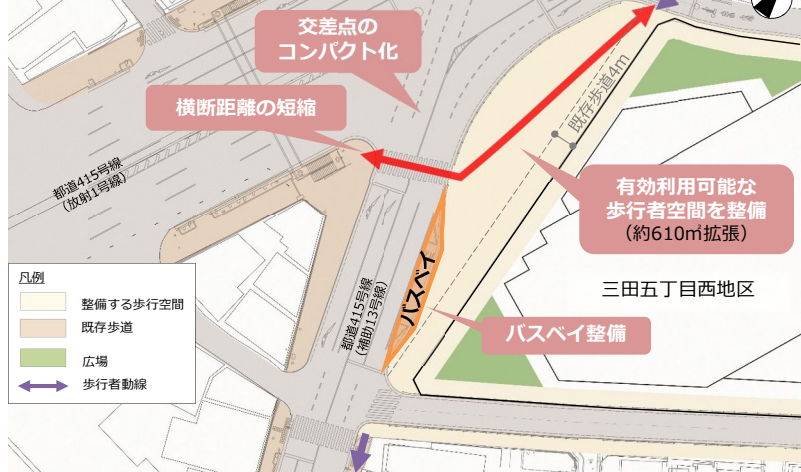 交差点の
コンパクト化
横断距離の短縮
既存歩道4m
都道415号線
(放射1号線)
有効利用可能な
歩行者空間を整備
(約610㎡拡張)
三田五丁目西地区
バスベイ
都道415号線
(補助13号線)
バスベイ整備
凡例
整備する歩行空間
既存歩道
広場
歩行者動線